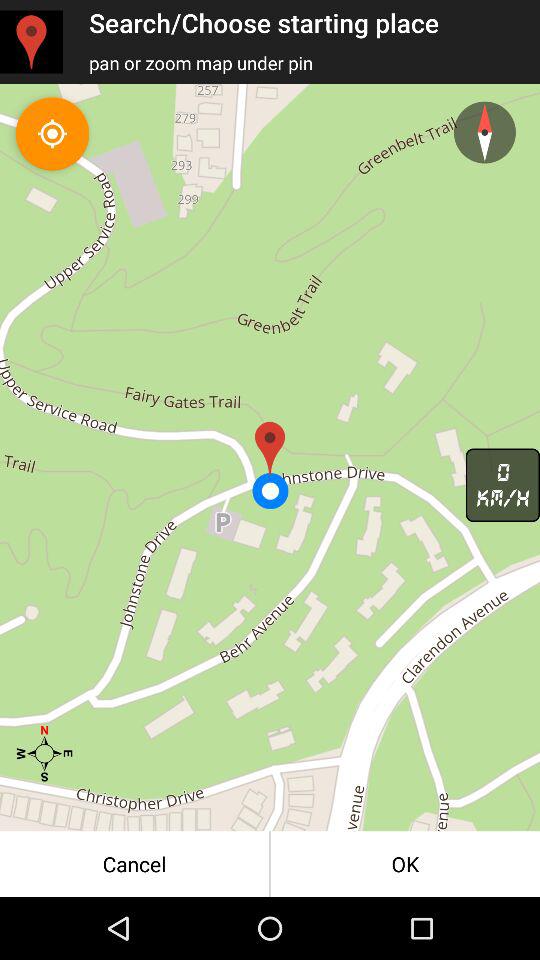 Search/Choose starting place
pan or zoom map under pin
257
279
293
299
Greenbelt Trail
Upper Service Road
Greenbelt Trail
Upper Service Road
Fairy Gates Trail
Trail
hnstone Drive
0
KM/H
P
Johnstone Drive
Behr Avenue
Clarendon Avenue
N
W E
S
Christopher Drive
venue
enue
Cancel OK